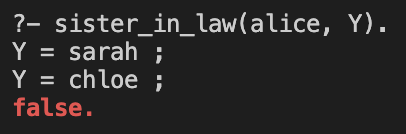 ?- sister_in_law(alice, Y).
Y = sarah ;
Y = chloe ;
false.